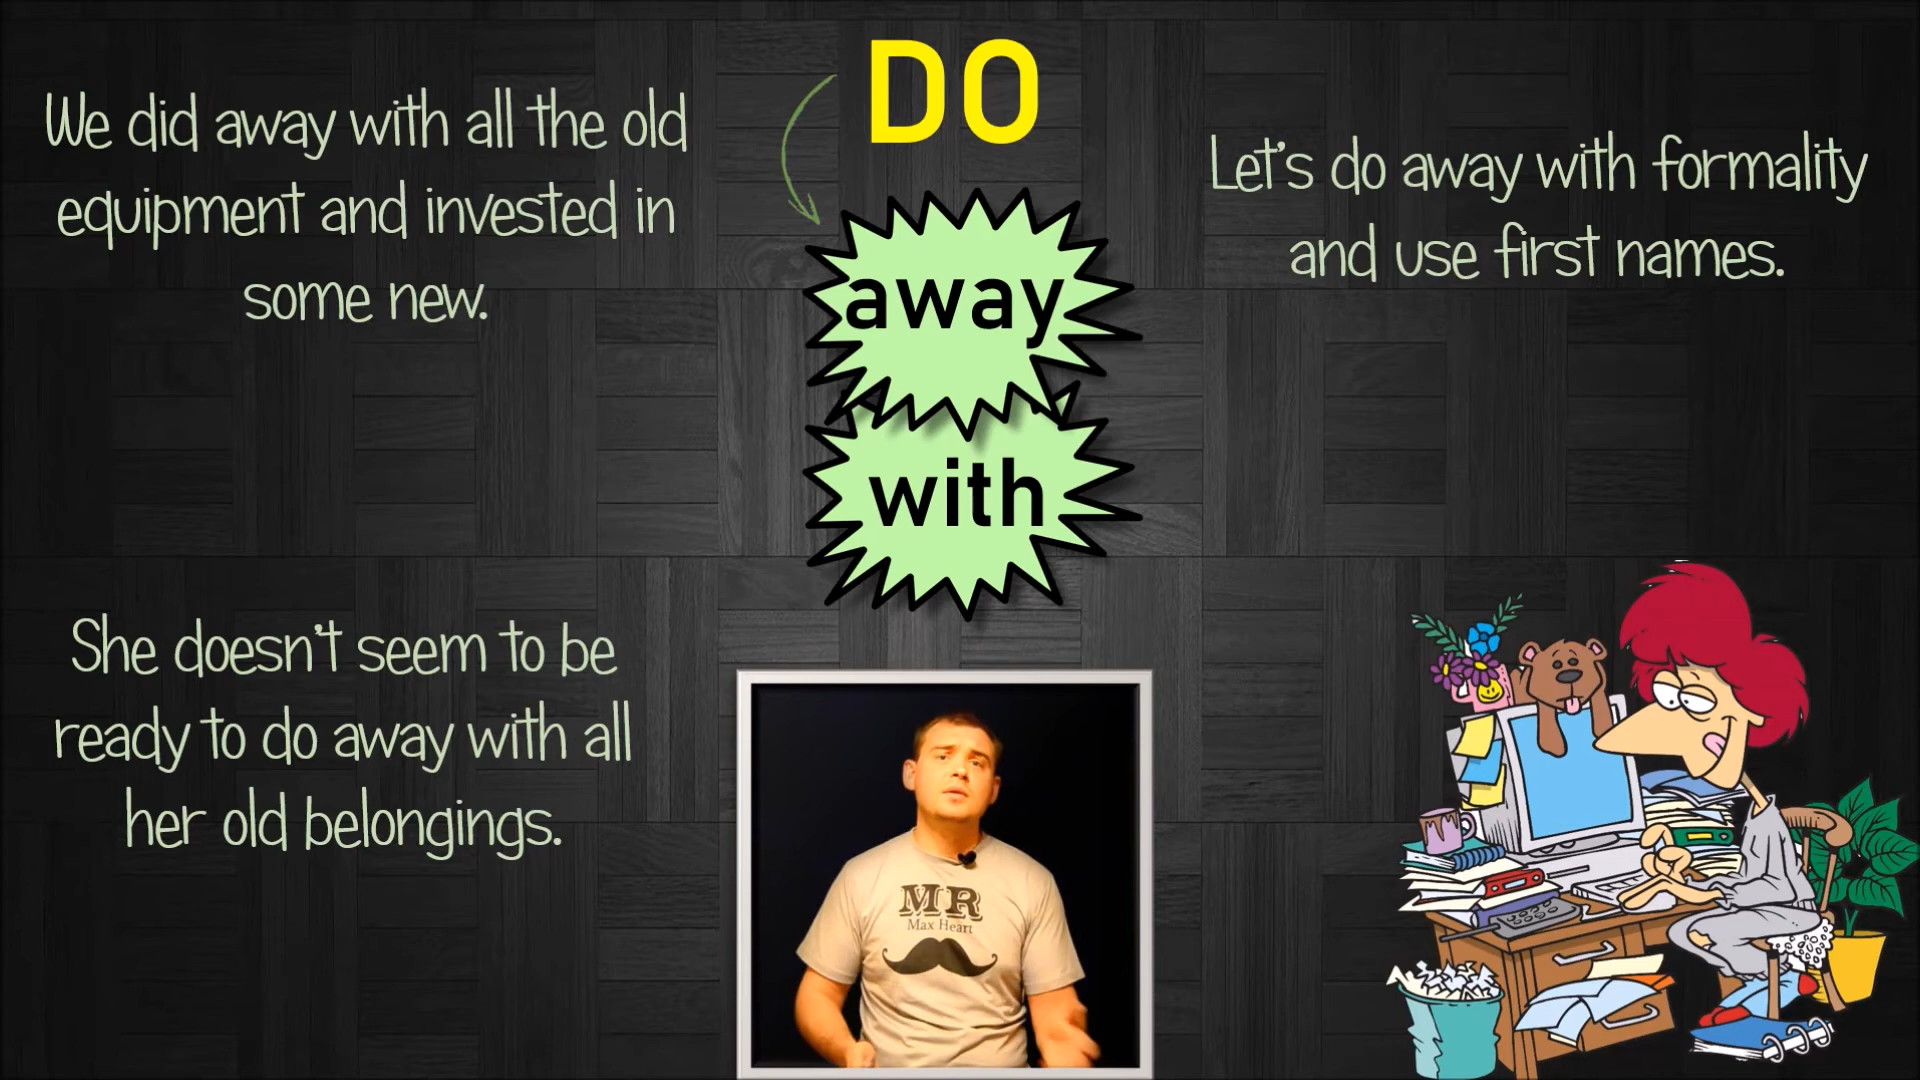 DO
away
with
We did away with all the old
equipment and invested in
some new.
Let's do away with formality
and use first names.
She doesn't seem to be
ready to do away with all
her old belongings.
MR
Max Heart